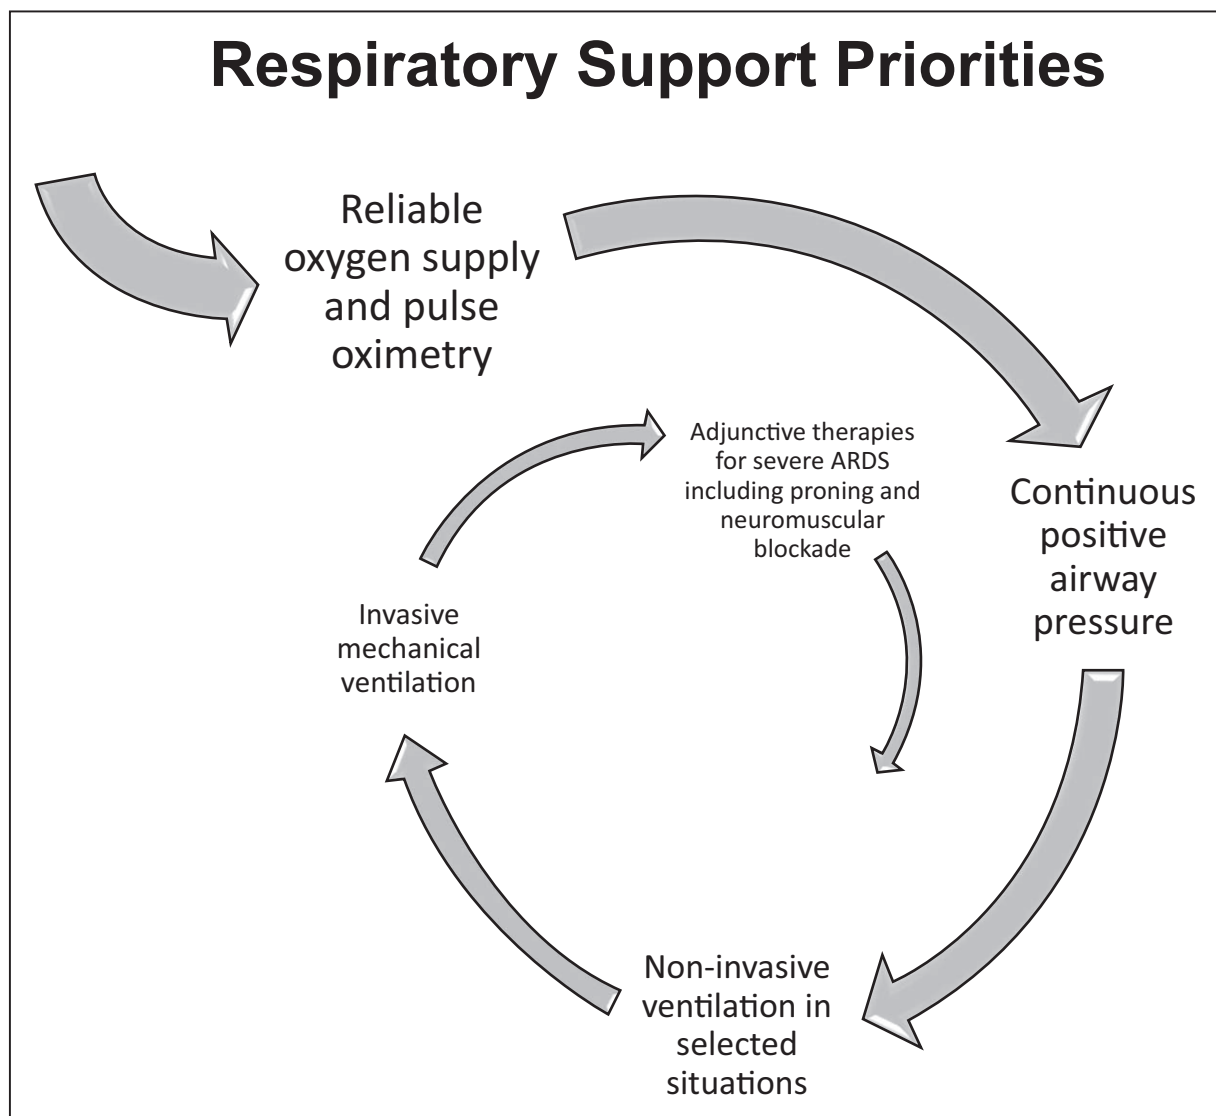 Respiratory Support Priorities
Reliable
oxygen supply
and pulse
oximetry
Continuous
positive
airway
pressure
Non-invasive
ventilation in
selected
situations
Invasive
mechanical
ventilation
Adjunctive therapies
for severe ARDS
including proning and
neuromuscular
blockade